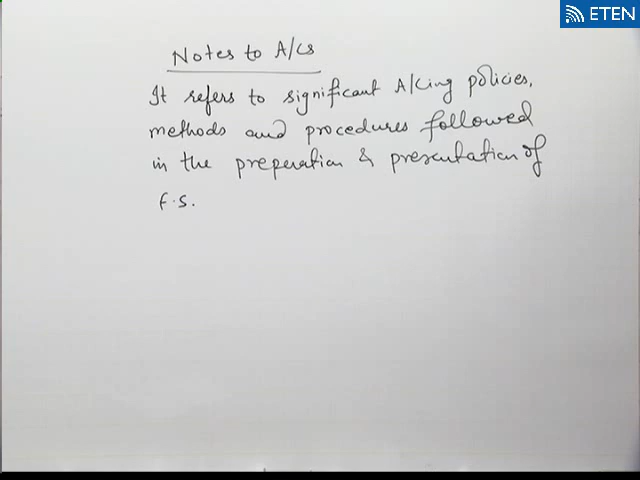 ETEN
Notes to A/cs
It refers to significant A/cing policies,
methods and procedures followed
in the preperation & presentation of
F.S.